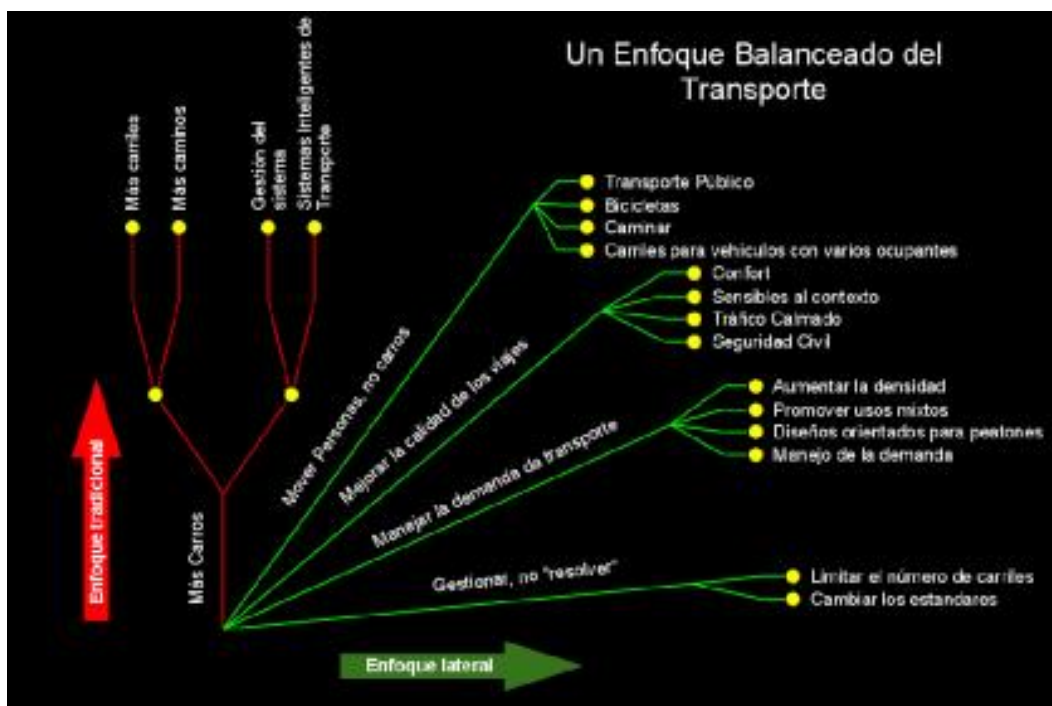 Un Enfoque Balanceado del
Transporte
Más carriles
Más caminos
Gestión del
sistema
Sistemas Inteligentes de
Transporte
Transporte Público
Bicicletas
Caminar
Carriles para vehiculos con varios ocupantes
Confort
Sensibles al contexto
Tráfico Calmado
Seguridad Civil
Aumentar la densidad
Promover usos mixtos
Diseños orientados para peatones
Manejo de la demanda
Limitar el número de carriles
Cambiar los estandares
Mover Personas, no carros
Mejorar la calidad de los viajes
Manejar la demanda de transporte
Gestionar, no "resolver"
Más Carros
Enfoque tradicional
Enfoque lateral